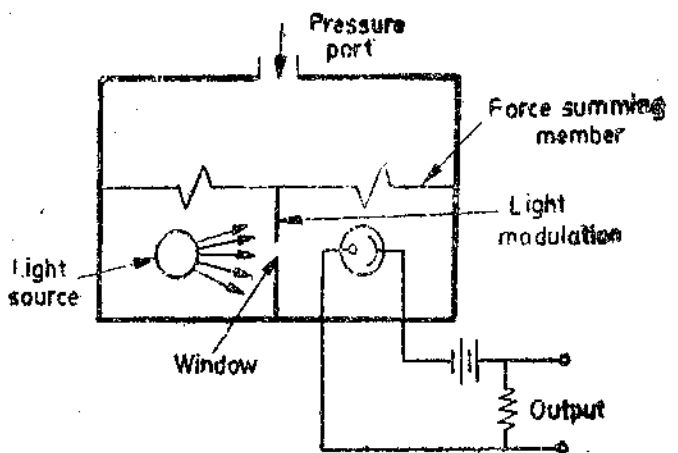 Pressure
port
Force summing
member
Light
modulation
Light
source
Window
Output